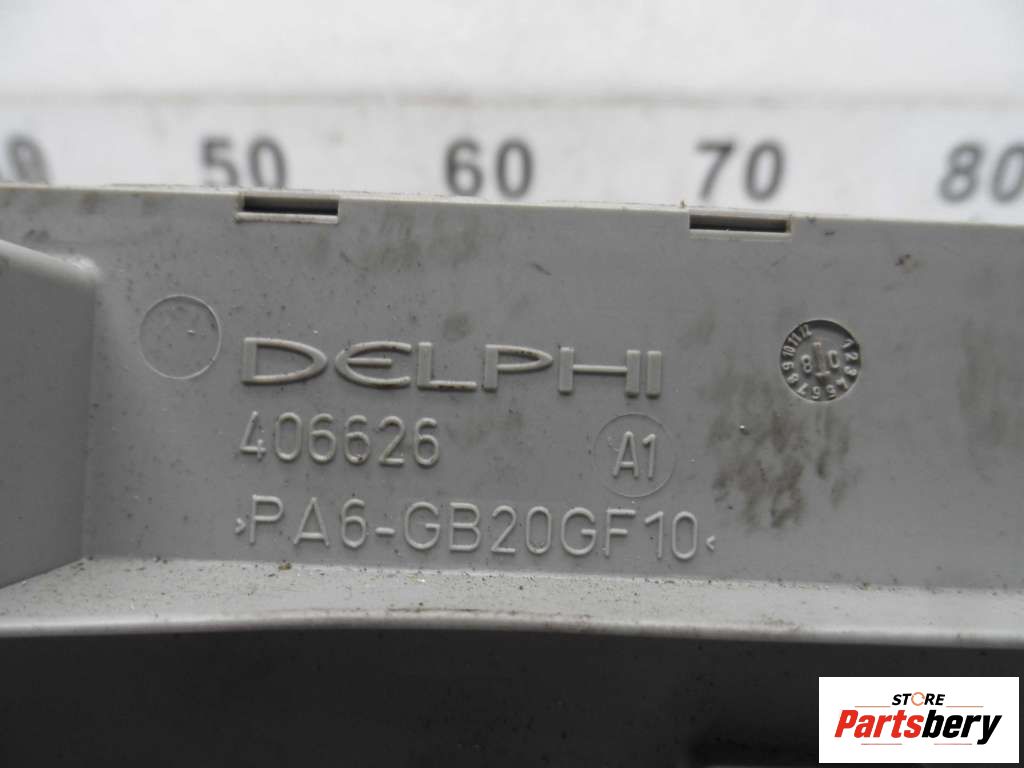 50 60 70 80
DELPHI
406626 A1
>PA6-GB20GF10<
STORE
Partsbery